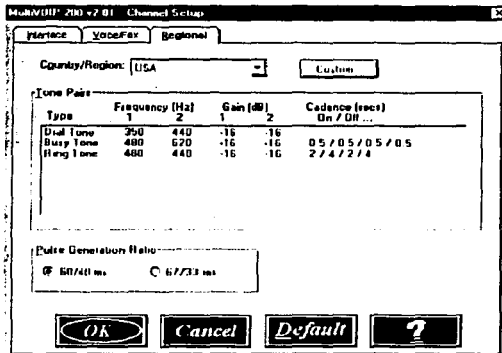 MultiVOIP 200 v2.01 Channel Setup
Interface Voice/Fax Regional
Country/Region: USA Custom
Tone Pairs
Frequency (Hz) Gain (dB) Cadence (secs)
Type 1 2 1 2 On / Off ...
Dial Tone 350 440 -16 -16
Busy Tone 480 620 -16 -16 0.5 / 0.5 / 0.5 / 0.5
Ring Tone 480 440 -16 -16 2 / 4 / 2 / 4
Pulse Generation Ratio
60/40 ms 67/33 ms
OK Cancel Default ?